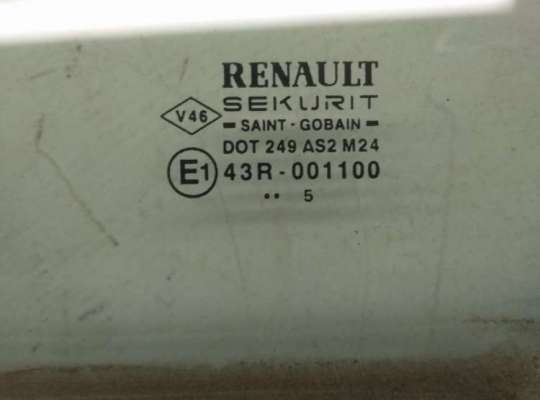 RENAULT
SEKURIT
V46
SAINT-GOBAIN
DOT 249 AS2 M24
E1 43R-001100
•• 5